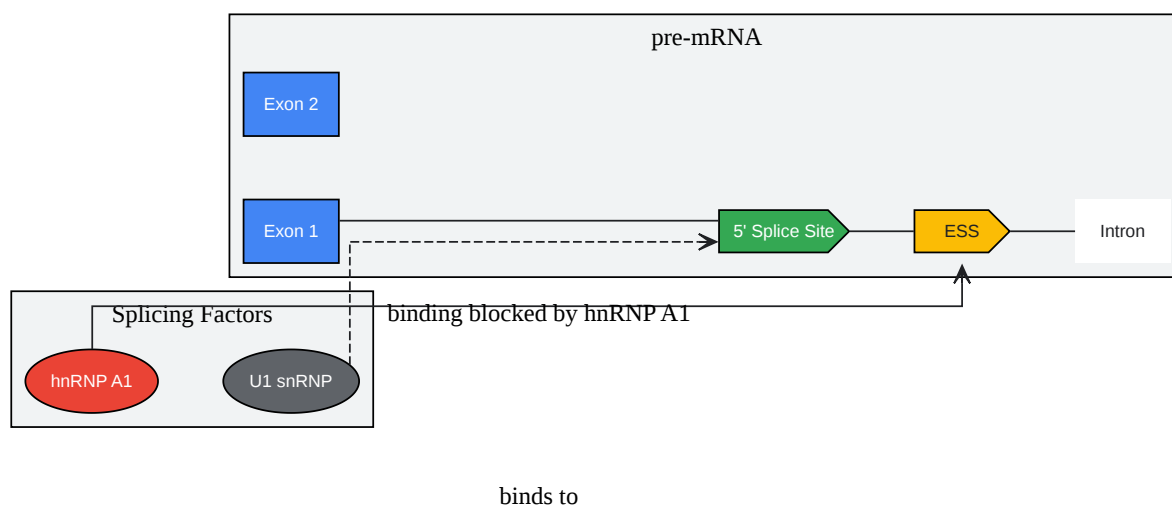 pre-mRNA
Exon 2
Exon 1
5' Splice Site
ESS
Intron
Splicing Factors
binding blocked by hnRNP A1
hnRNP A1
U1 snRNP
binds to